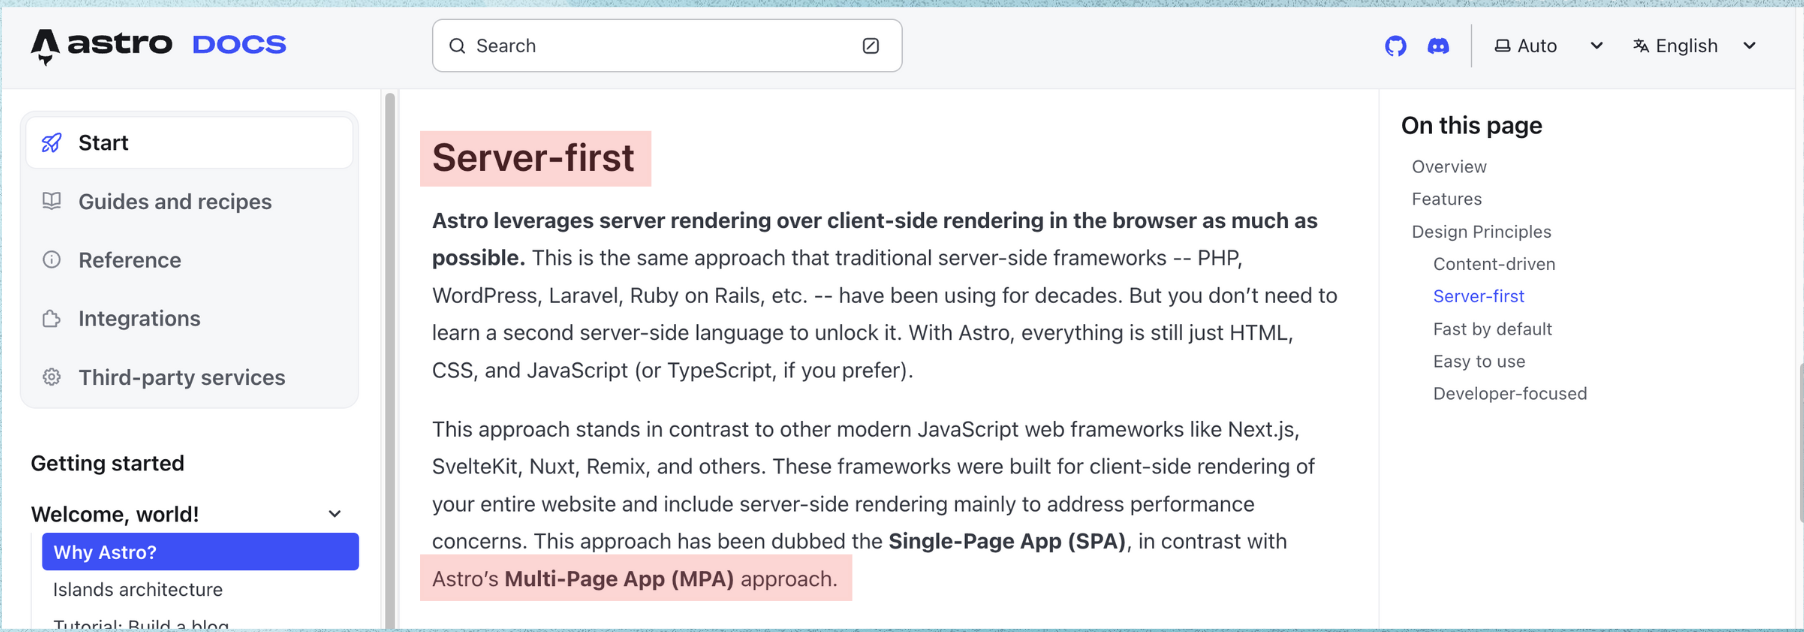 astro DOCS
Search
Auto
English
Start
Guides and recipes
Reference
Integrations
Third-party services
Getting started
Welcome, world!
Why Astro?
Islands architecture
Tutorial: Build a blog
Server-first
Astro leverages server rendering over client-side rendering in the browser as much as
possible. This is the same approach that traditional server-side frameworks -- PHP,
WordPress, Laravel, Ruby on Rails, etc. -- have been using for decades. But you don’t need to
learn a second server-side language to unlock it. With Astro, everything is still just HTML,
CSS, and JavaScript (or TypeScript, if you prefer).
This approach stands in contrast to other modern JavaScript web frameworks like Next.js,
SvelteKit, Nuxt, Remix, and others. These frameworks were built for client-side rendering of
your entire website and include server-side rendering mainly to address performance
concerns. This approach has been dubbed the Single-Page App (SPA), in contrast with
Astro’s Multi-Page App (MPA) approach.
On this page
Overview
Features
Design Principles
Content-driven
Server-first
Fast by default
Easy to use
Developer-focused